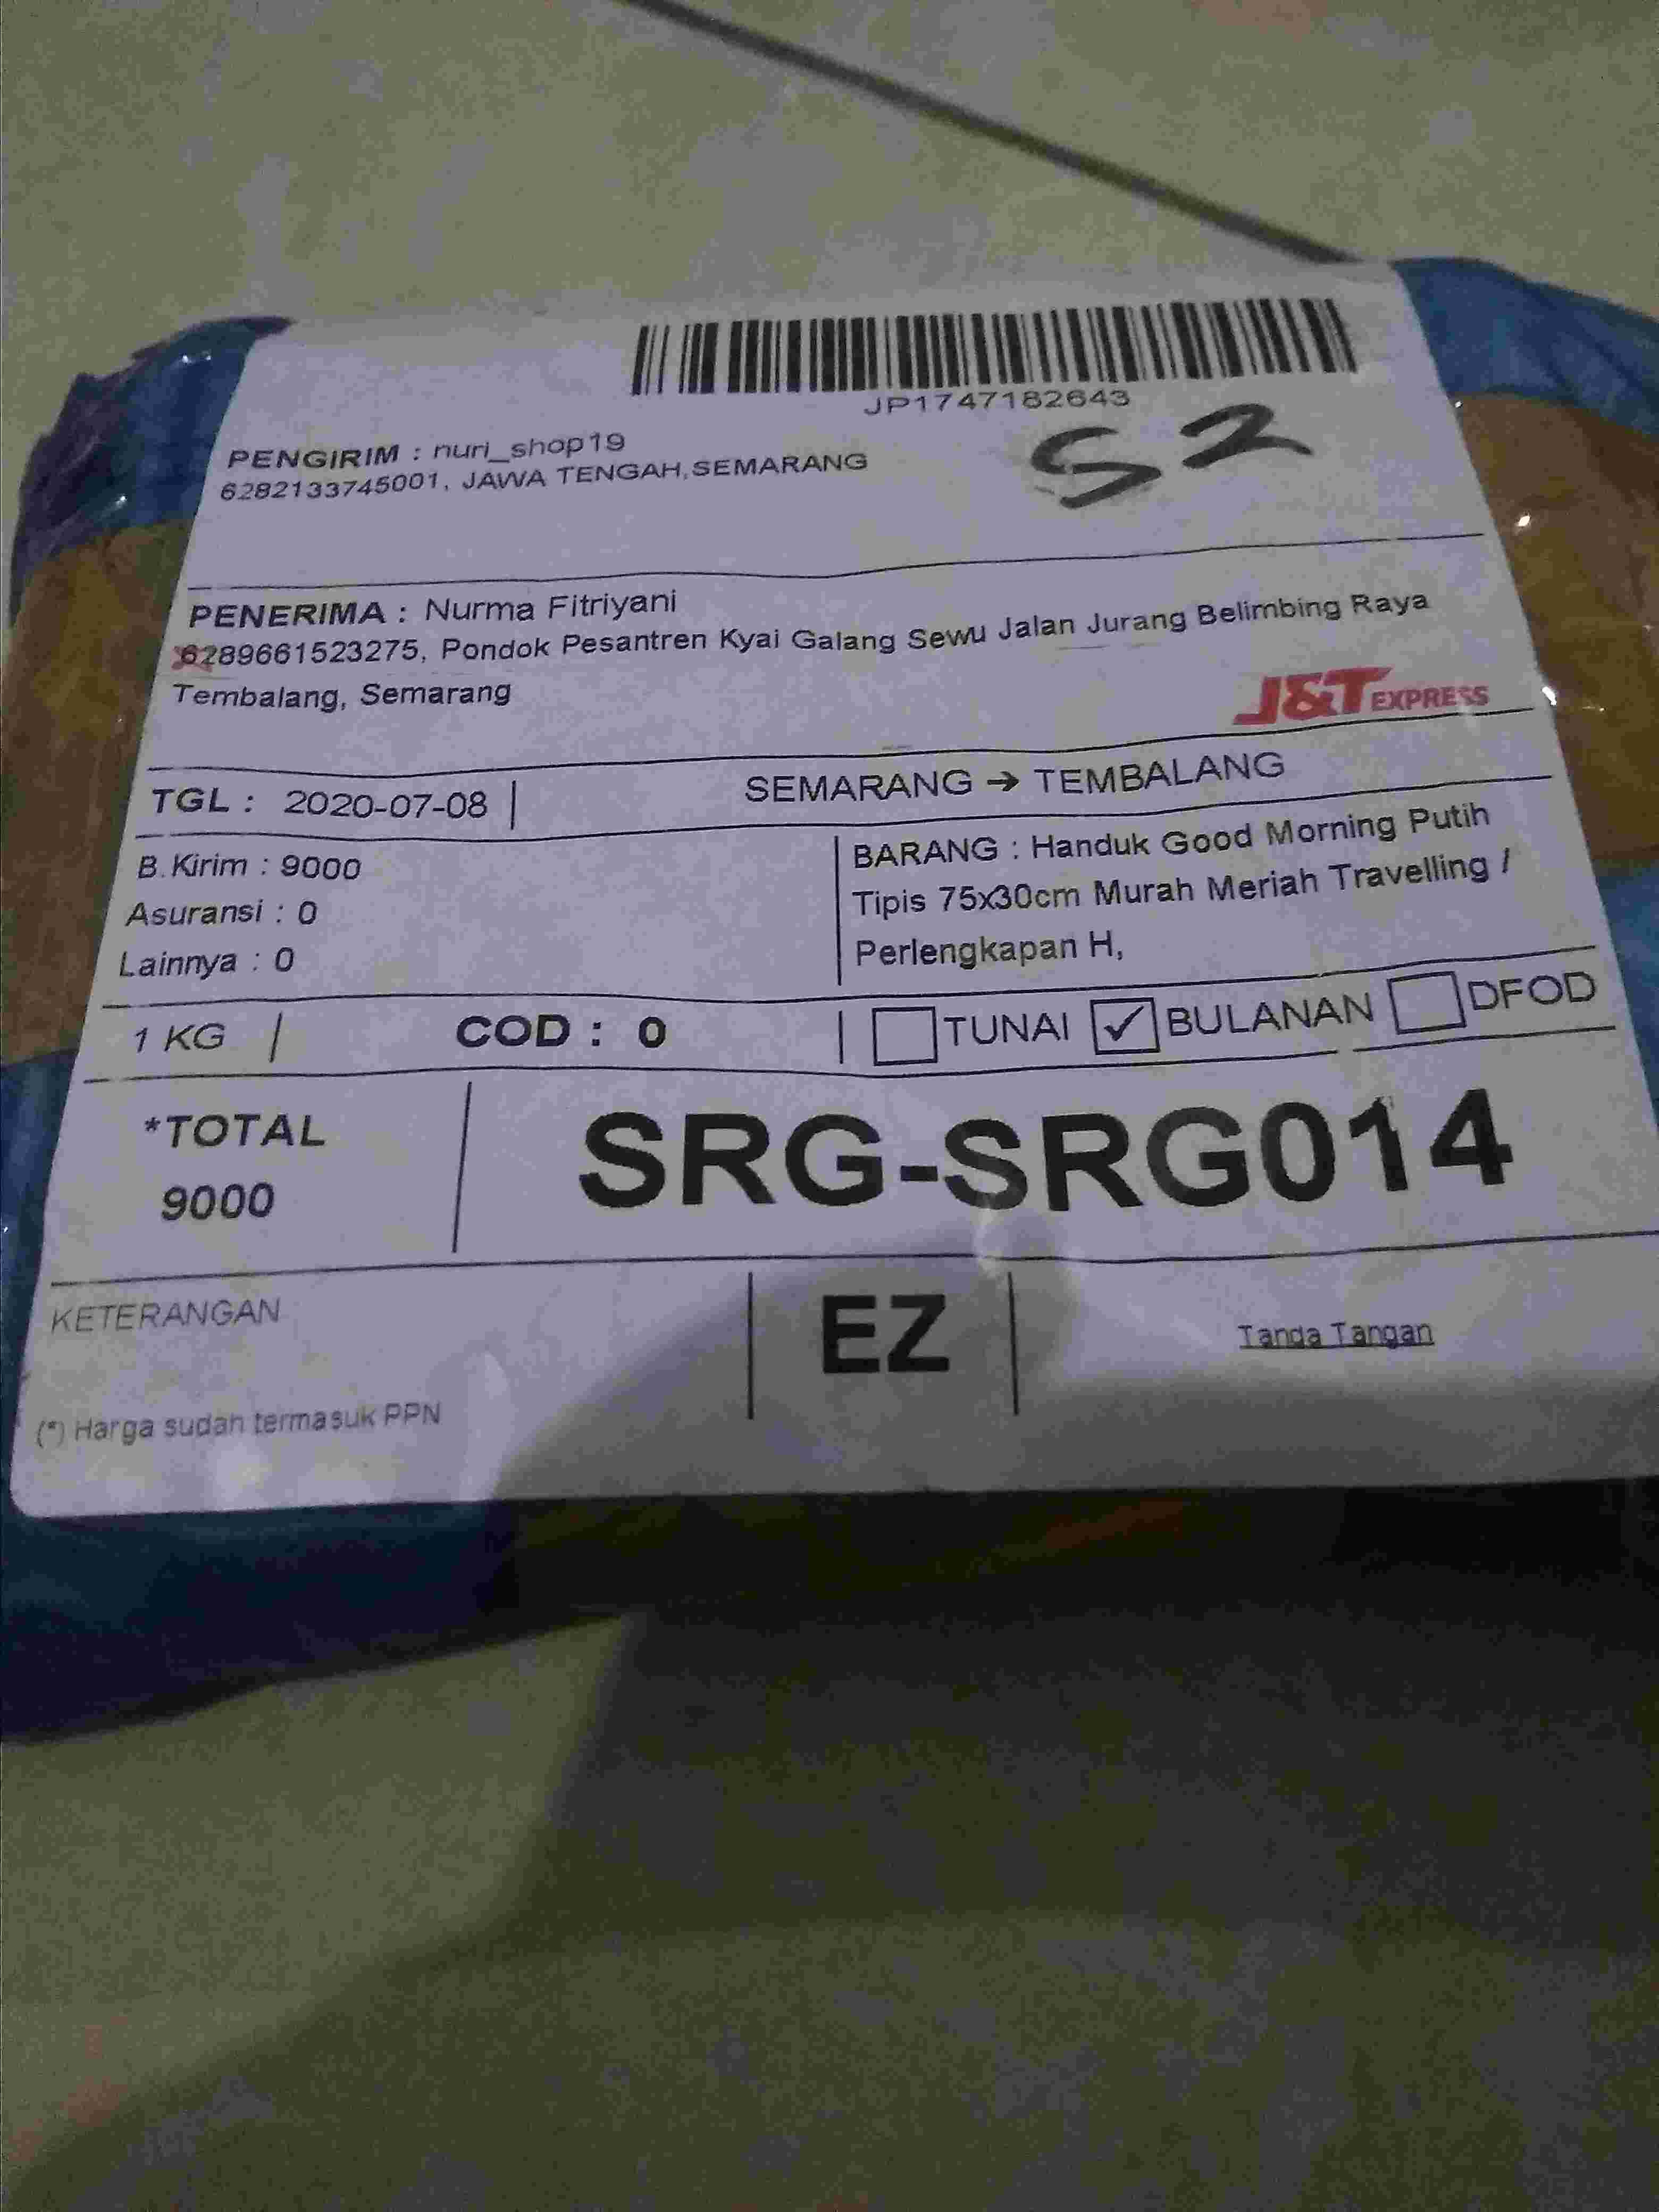 JP1747182643
S2
PENGIRIM : nuri_shop19
6282133745001, JAWA TENGAH,SEMARANG
PENERIMA : Nurma Fitriyani
6289661523275, Pondok Pesantren Kyai Galang Sewu Jalan Jurang Belimbing Raya
Tembalang, Semarang
J&T EXPRESS
TGL : 2020-07-08
SEMARANG → TEMBALANG
B.Kirim : 9000
Asuransi : 0
Lainnya : 0
BARANG : Handuk Good Morning Putih
Tipis 75x30cm Murah Meriah Travelling /
Perlengkapan H,
1 KG
COD : 0
TUNAI ✓ BULANAN DFOD
*TOTAL
9000
SRG-SRG014
KETERANGAN
EZ
Tanda Tangan
(*) Harga sudah termasuk PPN